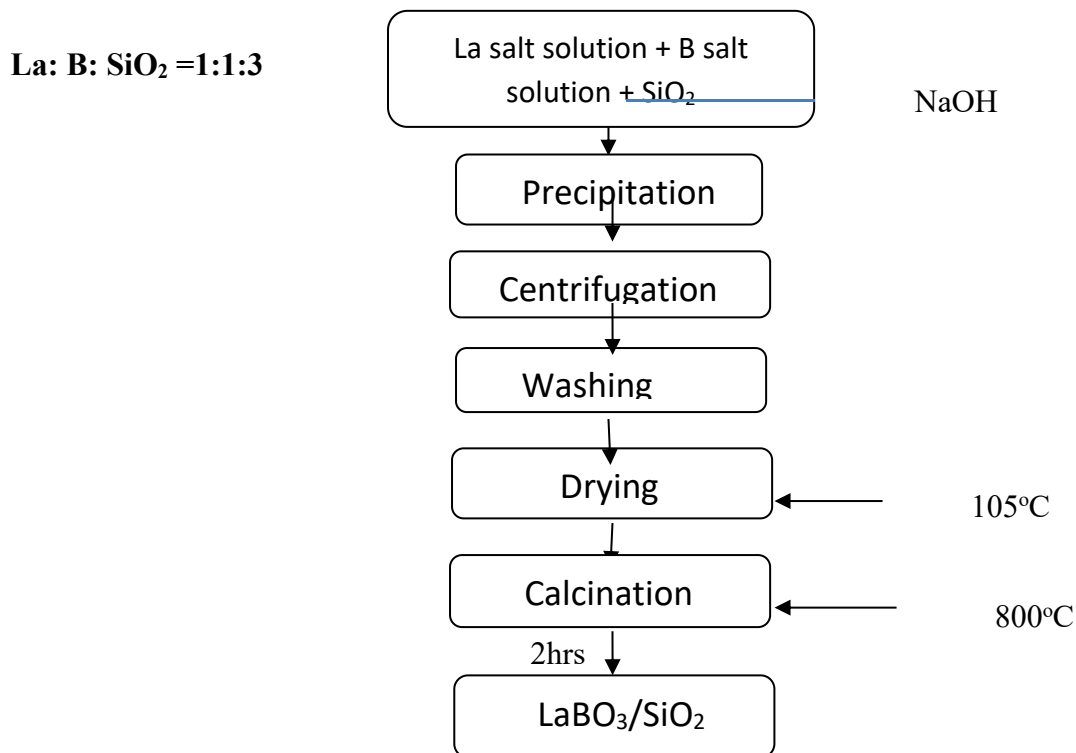 La: B: SiO₂ =1:1:3
La salt solution + B salt
solution + SiO₂
NaOH
Precipitation
Centrifugation
Washing
Drying
105°C
Calcination
800°C
2hrs
LaBO₃/SiO₂